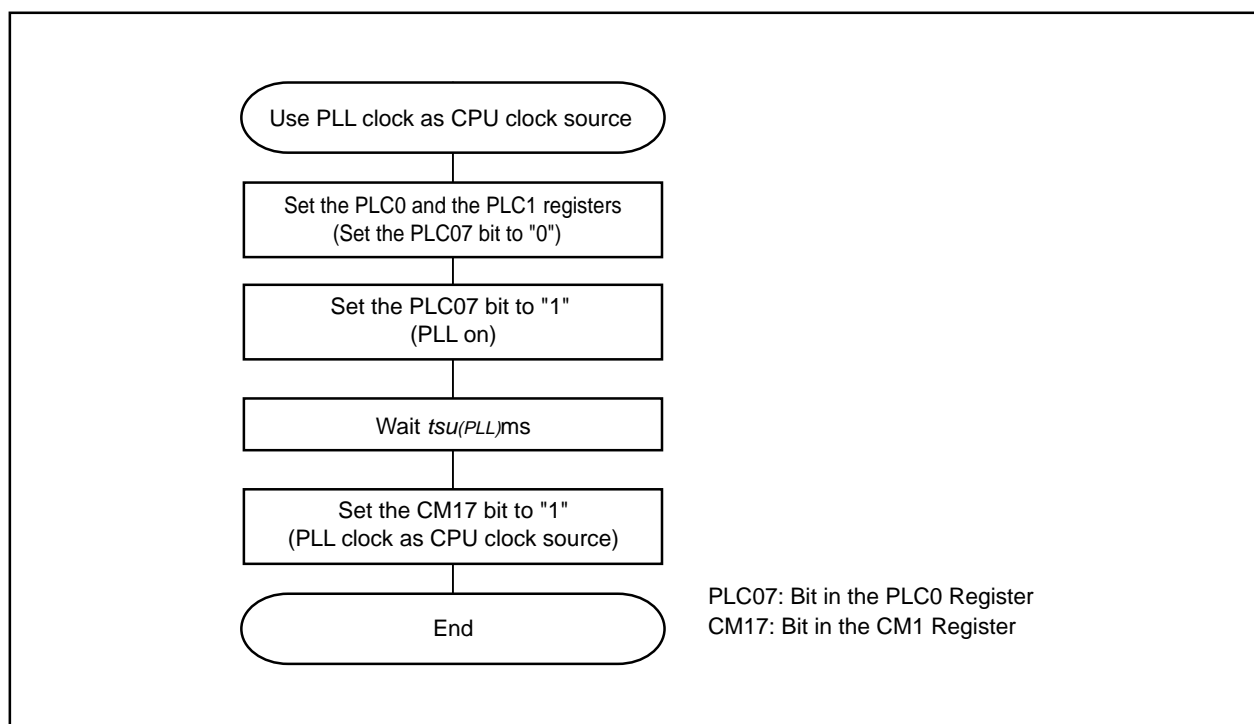 Use PLL clock as CPU clock source
Set the PLC0 and the PLC1 registers
(Set the PLC07 bit to "0")
Set the PLC07 bit to "1"
(PLL on)
Wait tsu(PLL)ms
Set the CM17 bit to "1"
(PLL clock as CPU clock source)
End
PLC07: Bit in the PLC0 Register
CM17: Bit in the CM1 Register